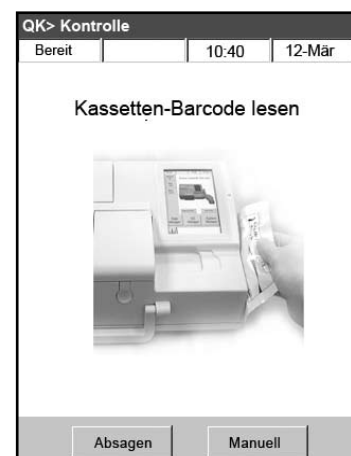 QK> Kontrolle
Bereit 10:40 12-Mär
Kassetten-Barcode lesen
Absagen Manuell